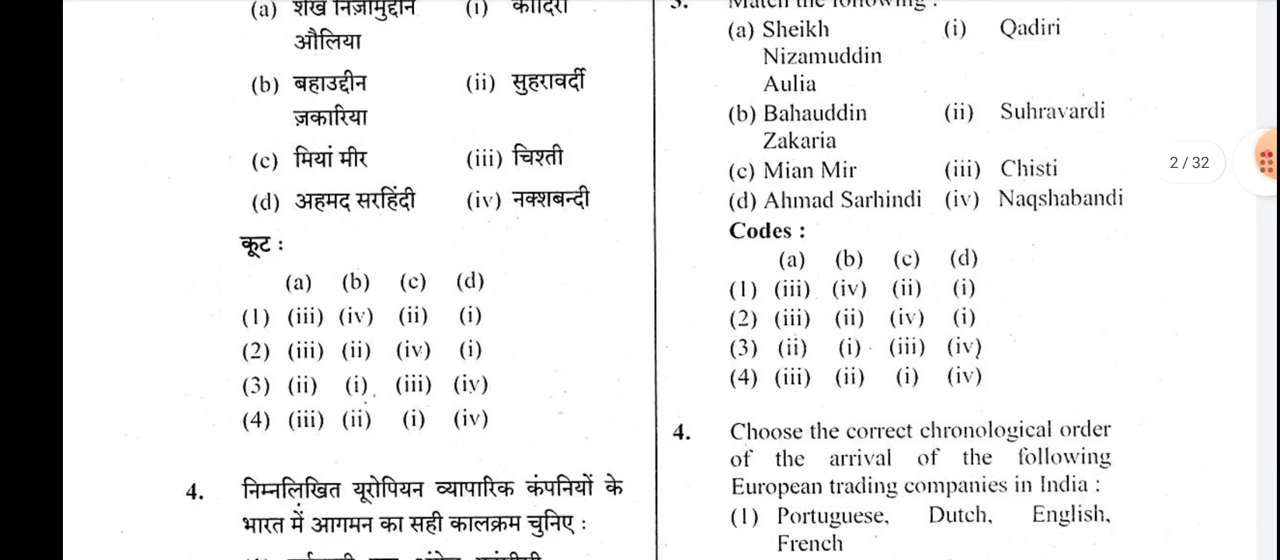 (a) शेख निज़ामुद्दीन (i) कादिरी
औलिया
(b) बहाउद्दीन (ii) सुहरावर्दी
ज़कारिया
(c) मियां मीर (iii) चिश्ती
(d) अहमद सरहिंदी (iv) नक्शबन्दी
कूट :
(a) (b) (c) (d)
(1) (iii) (iv) (ii) (i)
(2) (iii) (ii) (iv) (i)
(3) (ii) (i) (iii) (iv)
(4) (iii) (ii) (i) (iv)
4. निम्नलिखित यूरोपियन व्यापारिक कंपनियों के
भारत में आगमन का सही कालक्रम चुनिए :
3. Match the following :
(a) Sheikh (i) Qadiri
Nizamuddin
Aulia
(b) Bahauddin (ii) Suhravardi
Zakaria
(c) Mian Mir (iii) Chisti
(d) Ahmad Sarhindi (iv) Naqshabandi
Codes :
(a) (b) (c) (d)
(1) (iii) (iv) (ii) (i)
(2) (iii) (ii) (iv) (i)
(3) (ii) (i) (iii) (iv)
(4) (iii) (ii) (i) (iv)
4. Choose the correct chronological order
of the arrival of the following
European trading companies in India :
(1) Portuguese, Dutch, English,
French
2 / 32